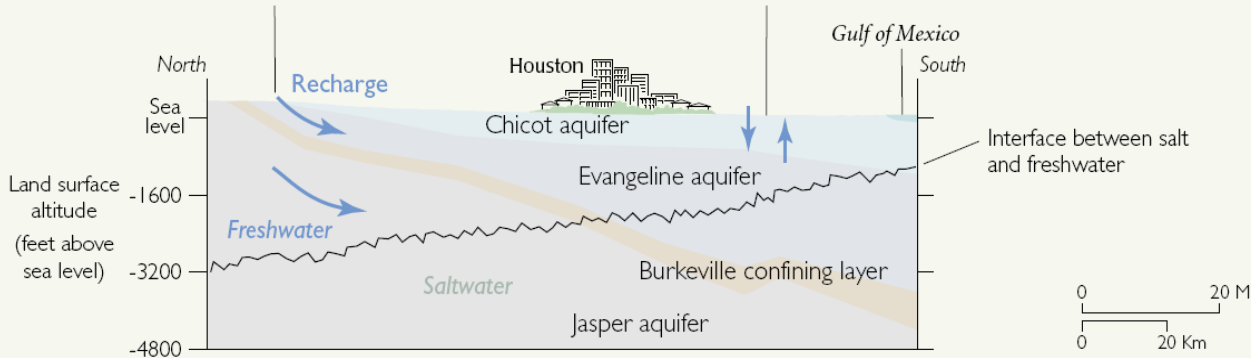 Gulf of Mexico
North
Houston
South
Recharge
Sea
level
Chicot aquifer
Interface between salt
and freshwater
Evangeline aquifer
Land surface
altitude
(feet above
sea level)
-1600
Freshwater
-3200
Burkeville confining layer
Saltwater
0
20 M
Jasper aquifer
0
20 Km
-4800